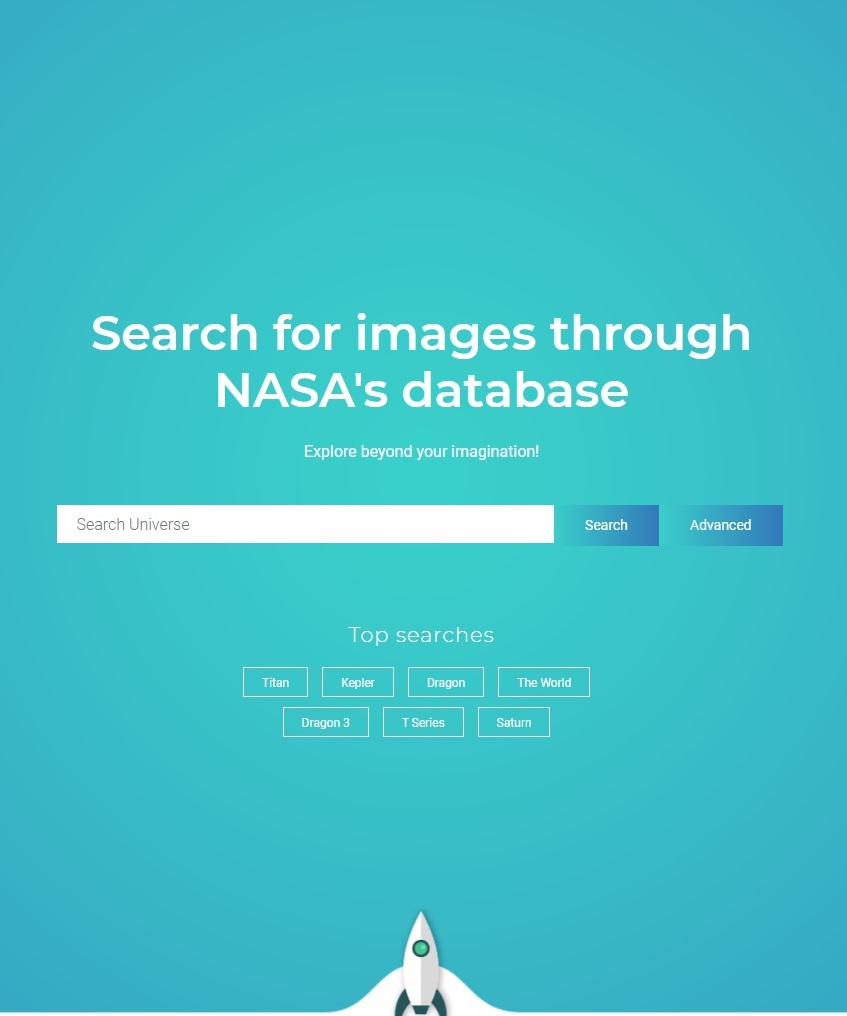 Search for images through
NASA's database
Explore beyond your imagination!
Search Universe
Search
Advanced
Top searches
Titan
Kepler
Dragon
The World
Dragon 3
T Series
Saturn